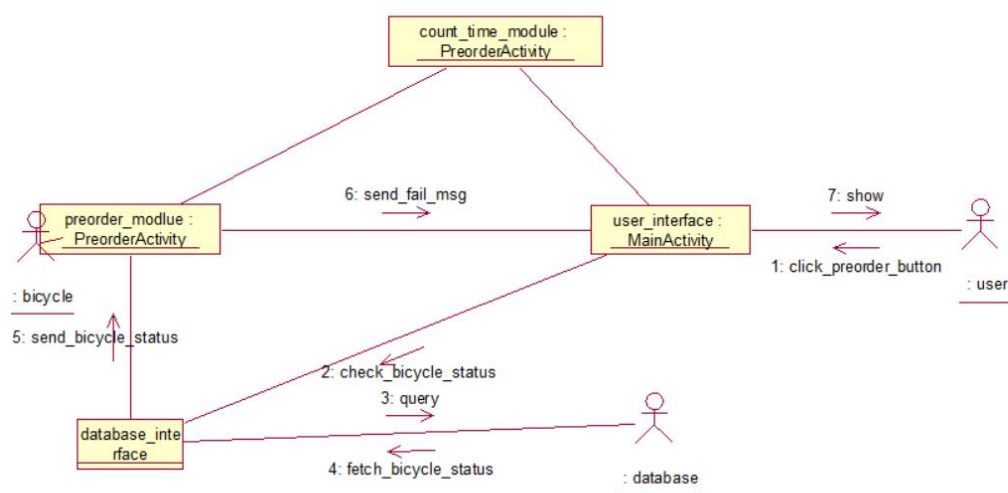 count_time_module :
PreorderActivity
6: send_fail_msg
7: show
preorder_modlue :
PreorderActivity
user_interface :
MainActivity
1: click_preorder_button
: user
: bicycle
5: send_bicycle_status
2: check_bicycle_status
3: query
database_inte
rface
4: fetch_bicycle_status
: database